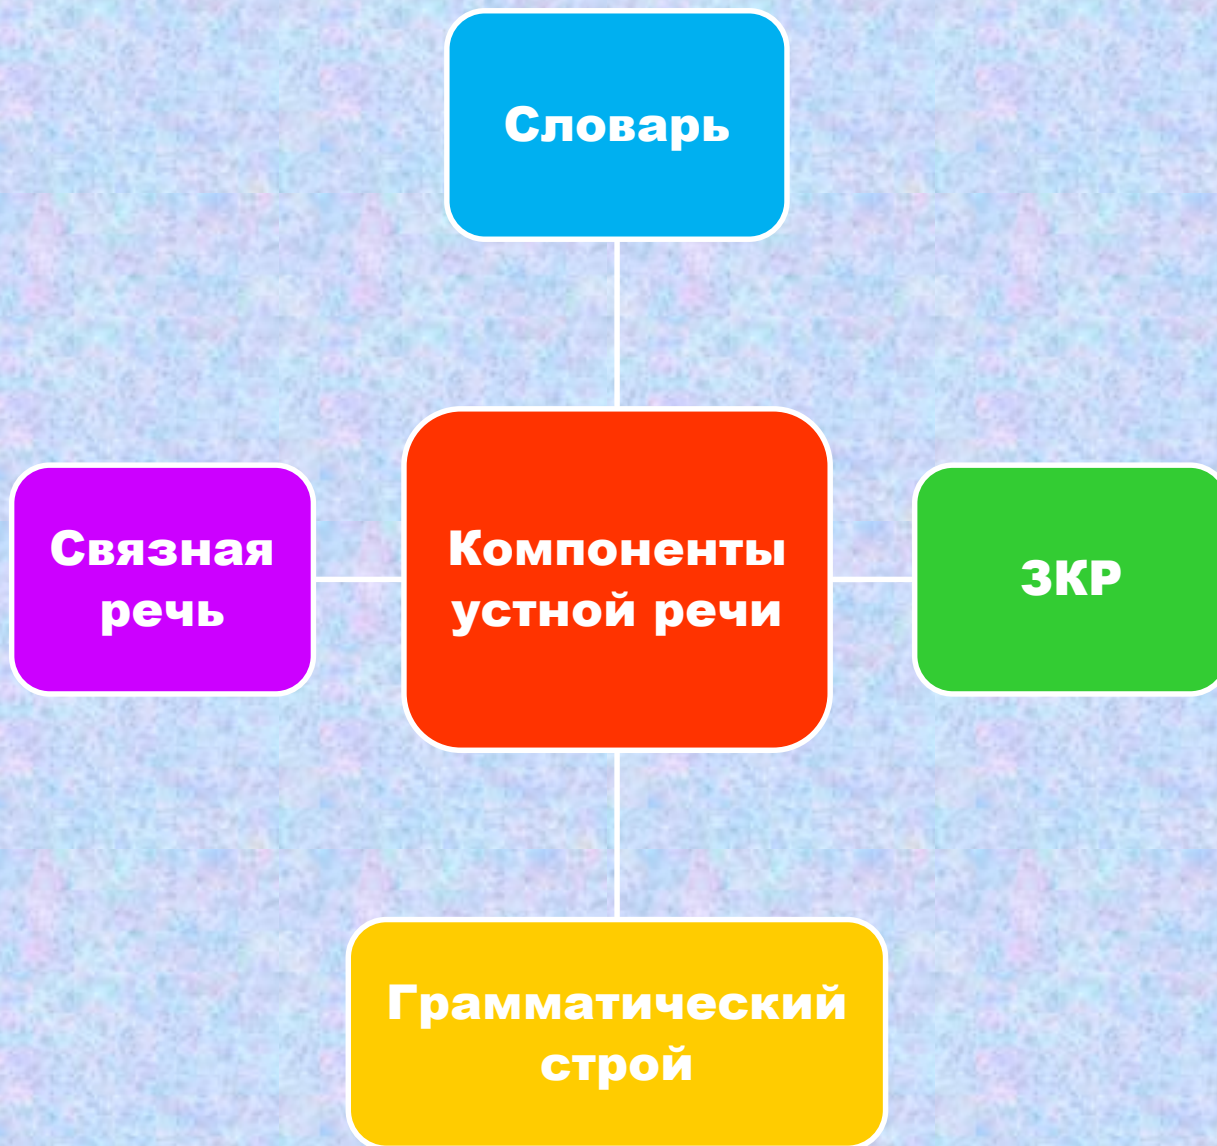 Словарь
Связная
речь
Компоненты
устной речи
ЗКР
Грамматический
строй